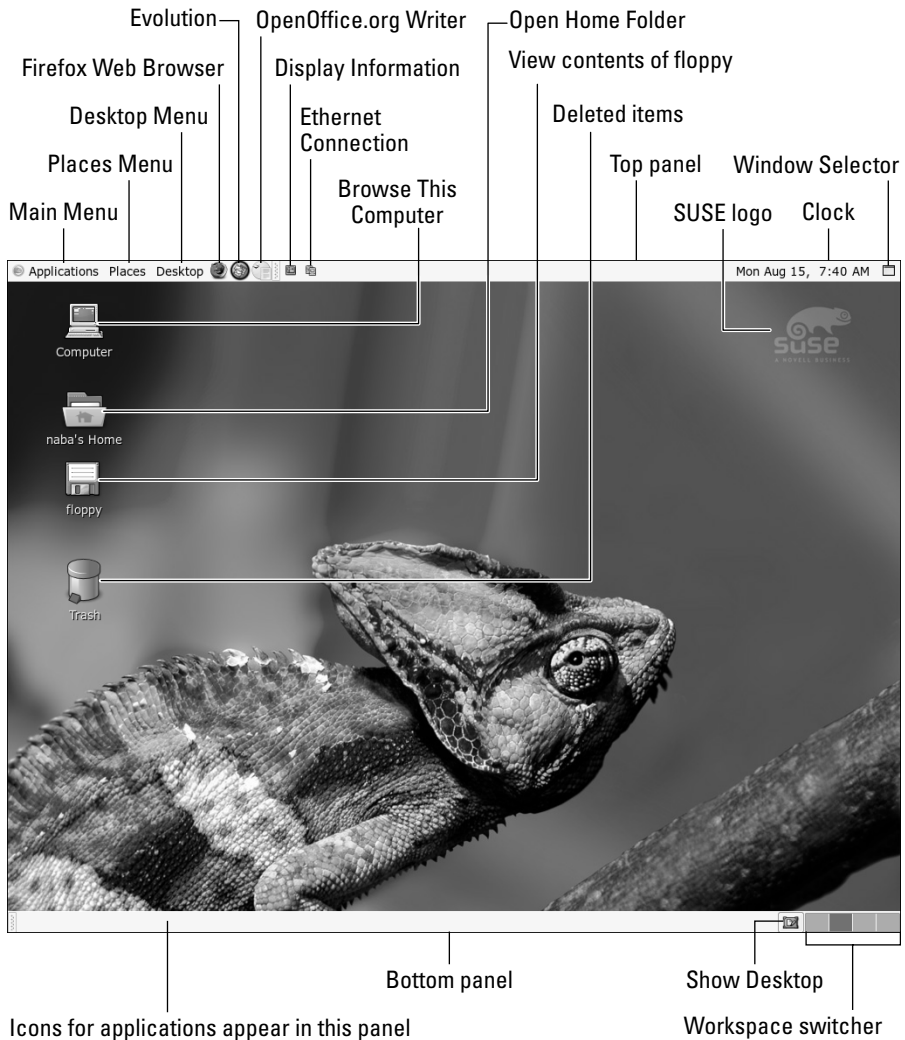 Evolution
OpenOffice.org Writer
Open Home Folder
Firefox Web Browser
Display Information
View contents of floppy
Desktop Menu
Ethernet
Connection
Deleted items
Places Menu
Browse This
Computer
Top panel
Window Selector
Main Menu
SUSE logo
Clock
Applications Places Desktop
Mon Aug 15, 7:40 AM
Computer
suse
A NOVELL BUSINESS
naba's Home
floppy
Trash
Bottom panel
Show Desktop
Icons for applications appear in this panel
Workspace switcher